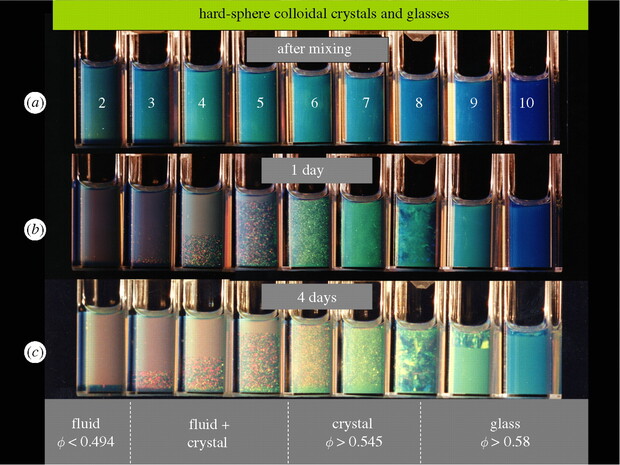 hard-sphere colloidal crystals and glasses
after mixing
(a)
2 3 4 5 6 7 8 9 10
1 day
(b)
4 days
(c)
fluid
ϕ < 0.494
fluid +
crystal
crystal
ϕ > 0.545
glass
ϕ > 0.58